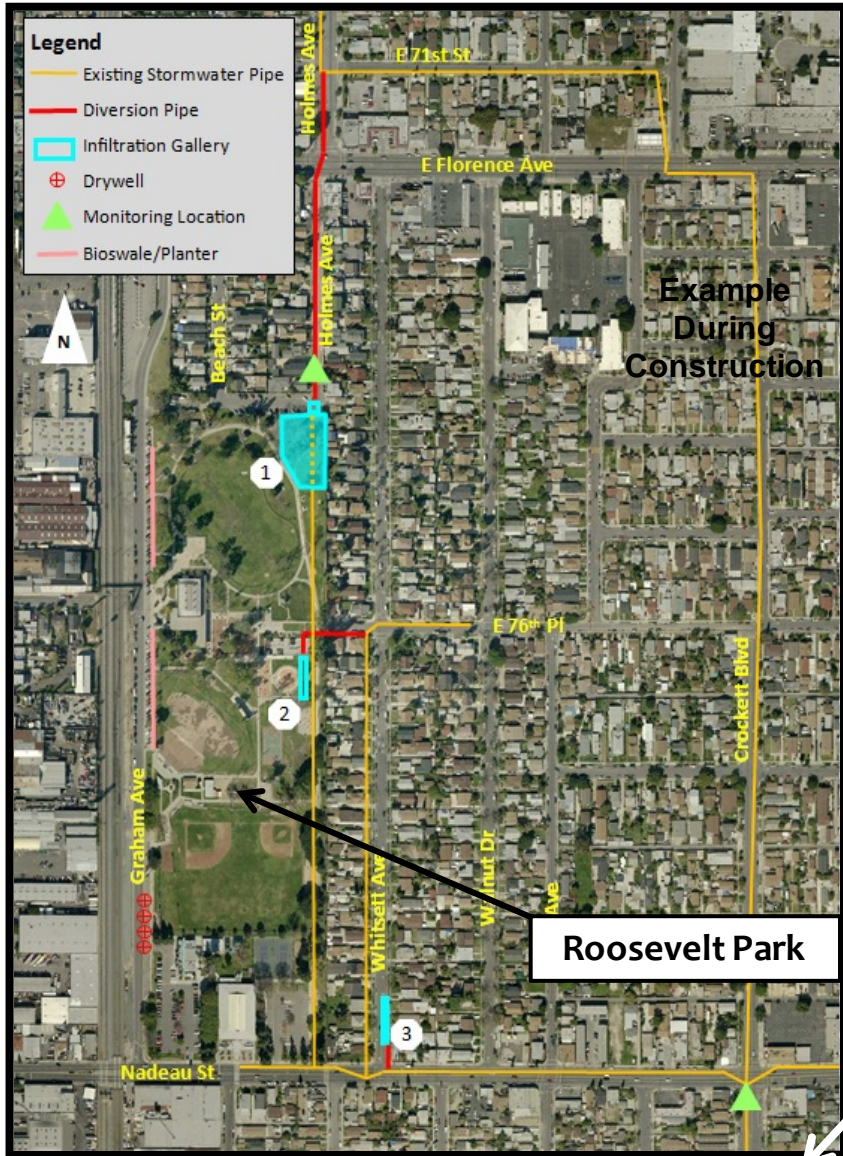 Legend
Existing Stormwater Pipe
Diversion Pipe
Infiltration Gallery
Drywell
Monitoring Location
Bioswale/Planter
N
Holmes Ave
E 71st St
E Florence Ave
Holmes Ave
Beach St
Example
During
Construction
1
E 76th Pl
2
Crockett Blvd
Graham Ave
Whitsett Ave
Walnut Dr
Ave
Roosevelt Park
3
Nadeau St